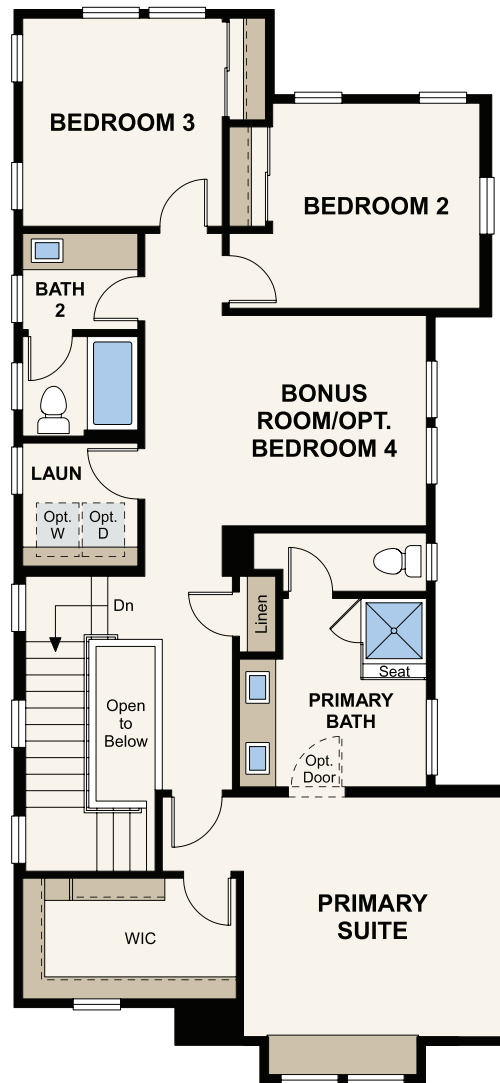 BEDROOM 3
BEDROOM 2
BATH
2
BONUS
ROOM/OPT.
BEDROOM 4
LAUN
Opt.
W
Opt.
D
Linen
Dn
Seat
Open
to
Below
PRIMARY
BATH
Opt.
Door
PRIMARY
SUITE
WIC